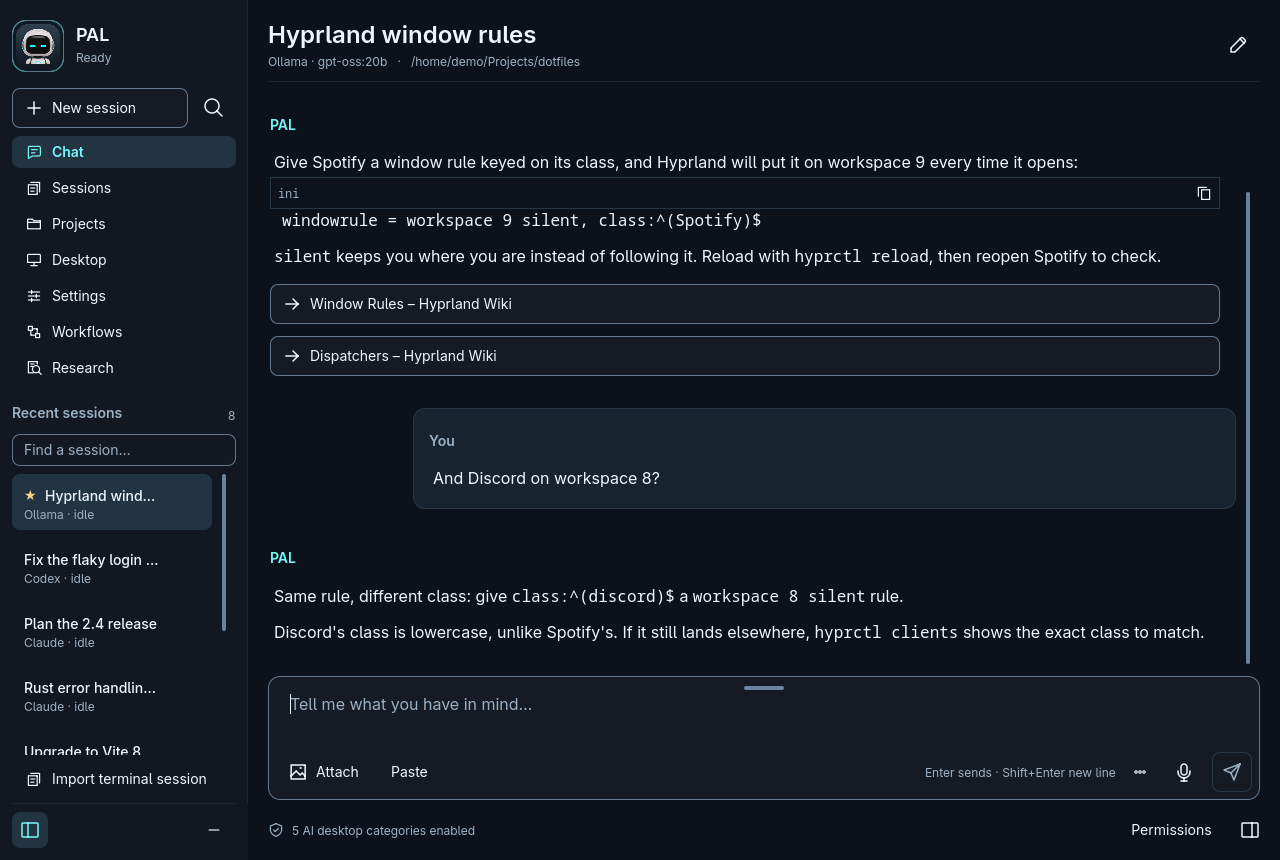 PAL
Ready
New session
Chat
Sessions
Projects
Desktop
Settings
Workflows
Research
Recent sessions
8
Find a session...
★ Hyprland wind...
Ollama · idle
Fix the flaky login ...
Codex · idle
Plan the 2.4 release
Claude · idle
Rust error handlin...
Claude · idle
Upgrade to Vite 8
Import terminal session
Hyprland window rules
Ollama · gpt-oss:20b · /home/demo/Projects/dotfiles
PAL
Give Spotify a window rule keyed on its class, and Hyprland will put it on workspace 9 every time it opens:
ini
windowrule = workspace 9 silent, class:^(Spotify)$
silent keeps you where you are instead of following it. Reload with hyprctl reload, then reopen Spotify to check.
Window Rules – Hyprland Wiki
Dispatchers – Hyprland Wiki
You
And Discord on workspace 8?
PAL
Same rule, different class: give class:^(discord)$ a workspace 8 silent rule.
Discord's class is lowercase, unlike Spotify's. If it still lands elsewhere, hyprctl clients shows the exact class to match.
Tell me what you have in mind...
Attach
Paste
Enter sends · Shift+Enter new line
5 AI desktop categories enabled
Permissions